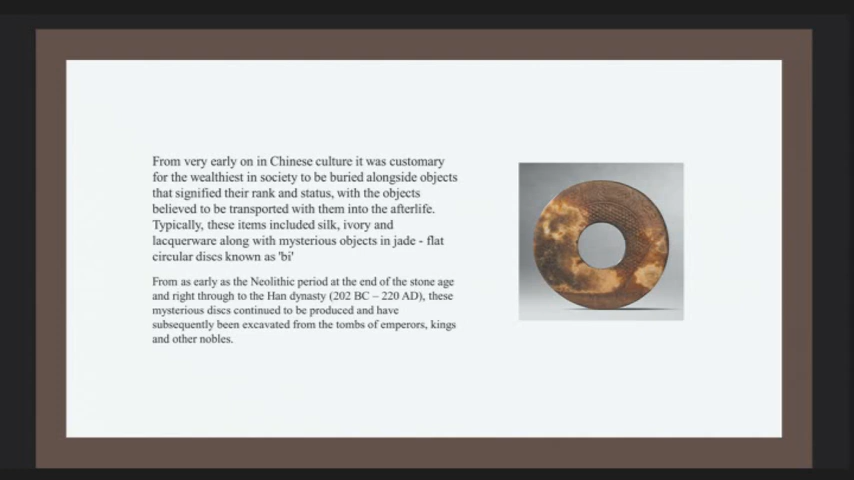 From very early on in Chinese culture it was customary
for the wealthiest in society to be buried alongside objects
that signified their rank and status, with the objects
believed to be transported with them into the afterlife.
Typically, these items included silk, ivory and
lacquerware along with mysterious objects in jade - flat
circular discs known as 'bi'
From as early as the Neolithic period at the end of the stone age
and right through to the Han dynasty (202 BC – 220 AD), these
mysterious discs continued to be produced and have
subsequently been excavated from the tombs of emperors, kings
and other nobles.